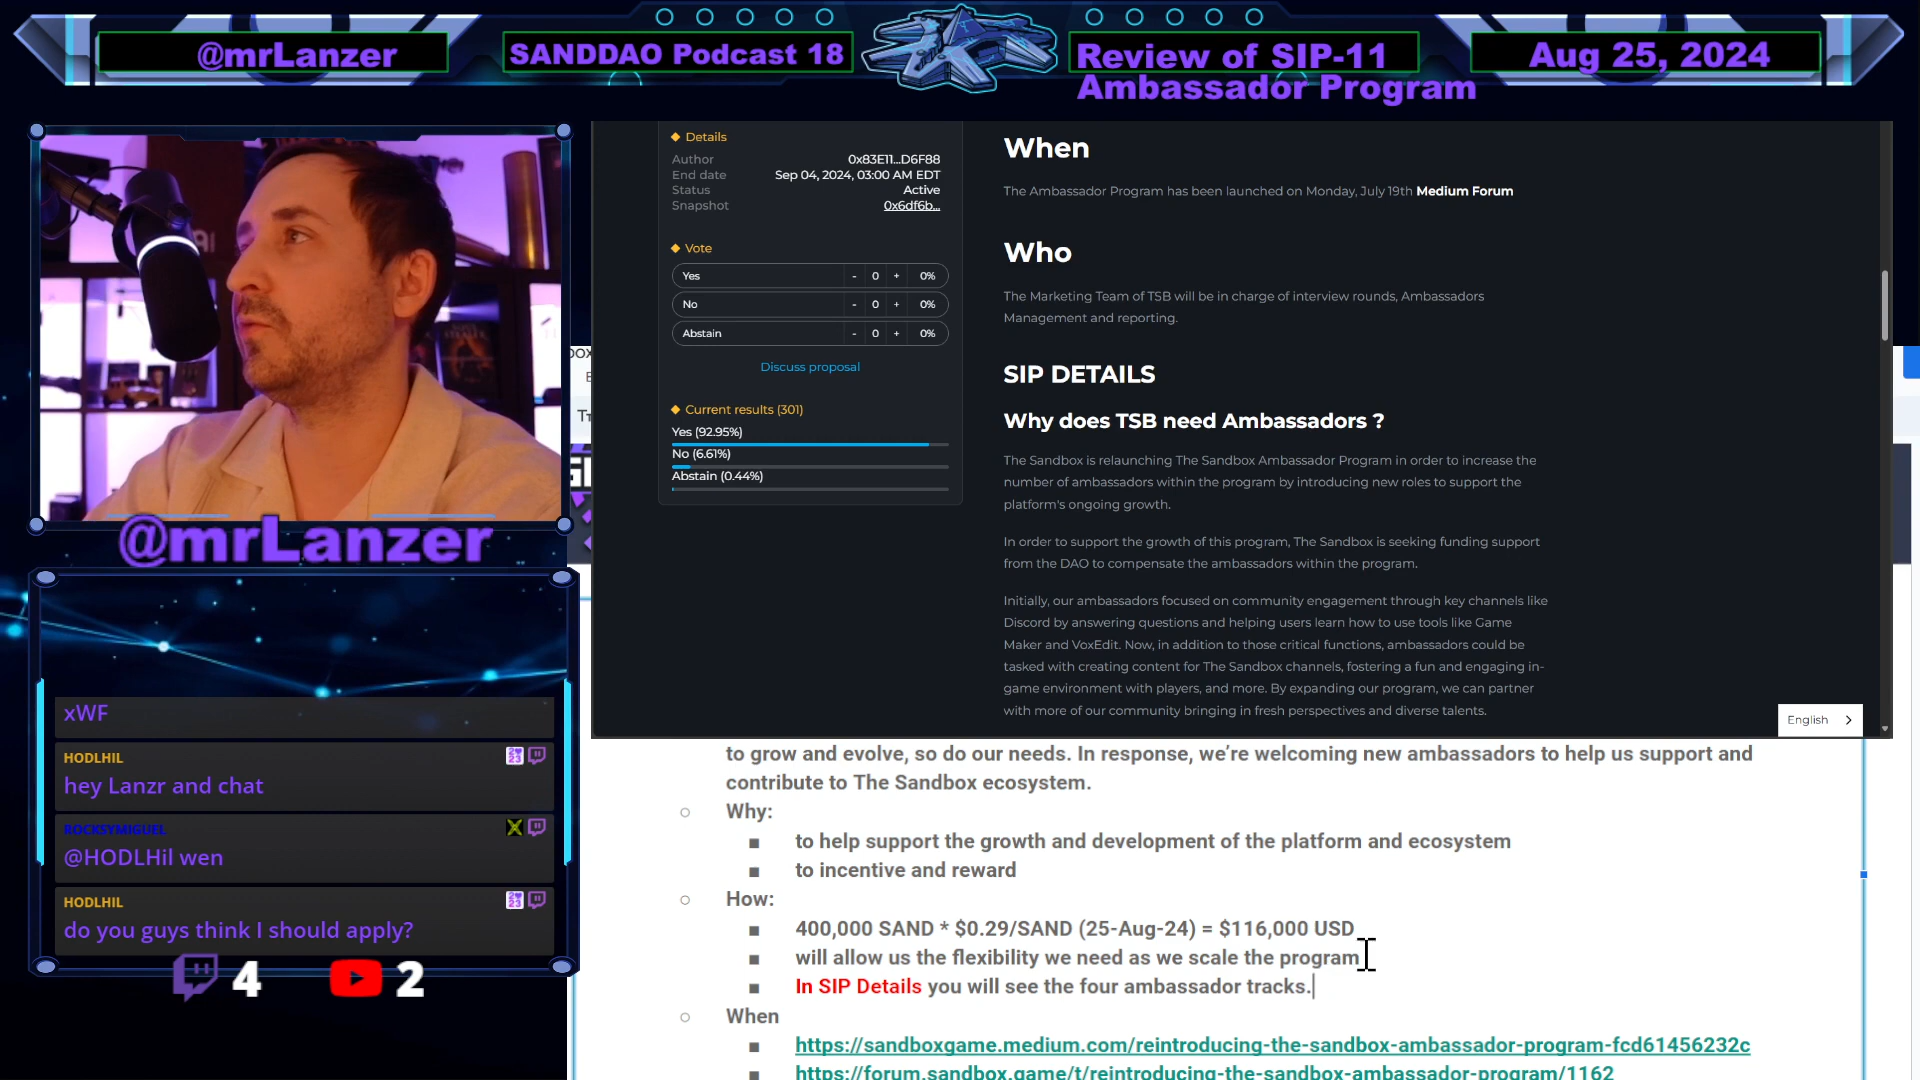 @mrLanzer
SANDDAO Podcast 18
Review of SIP-11
Ambassador Program
Aug 25, 2024
Details
Author 0x83E11...D6F88
End date Sep 04, 2024, 03:00 AM EDT
Status Active
Snapshot 0x6df6b...
Vote
Yes - 0 + 0%
No - 0 + 0%
Abstain - 0 + 0%
Discuss proposal
Current results (301)
Yes (92.95%)
No (6.61%)
Abstain (0.44%)
When
The Ambassador Program has been launched on Monday, July 19th Medium Forum
Who
The Marketing Team of TSB will be in charge of interview rounds, Ambassadors
Management and reporting.
SIP DETAILS
Why does TSB need Ambassadors ?
The Sandbox is relaunching The Sandbox Ambassador Program in order to increase the
number of ambassadors within the program by introducing new roles to support the
platform's ongoing growth.
In order to support the growth of this program, The Sandbox is seeking funding support
from the DAO to compensate the ambassadors within the program.
Initially, our ambassadors focused on community engagement through key channels like
Discord by answering questions and helping users learn how to use tools like Game
Maker and VoxEdit. Now, in addition to those critical functions, ambassadors could be
tasked with creating content for The Sandbox channels, fostering a fun and engaging in-
game environment with players, and more. By expanding our program, we can partner
with more of our community bringing in fresh perspectives and diverse talents.
English
@mrLanzer
xWF
HODLHIL
hey Lanzr and chat
ROCKSYMIGUEL
@HODLHil wen
HODLHIL
do you guys think I should apply?
4
2
to grow and evolve, so do our needs. In response, we’re welcoming new ambassadors to help us support and
contribute to The Sandbox ecosystem.
Why:
to help support the growth and development of the platform and ecosystem
to incentive and reward
How:
400,000 SAND * $0.29/SAND (25-Aug-24) = $116,000 USD
will allow us the flexibility we need as we scale the program
In SIP Details you will see the four ambassador tracks.
When
https://sandboxgame.medium.com/reintroducing-the-sandbox-ambassador-program-fcd61456232c
https://forum.sandbox.game/t/reintroducing-the-sandbox-ambassador-program/1162